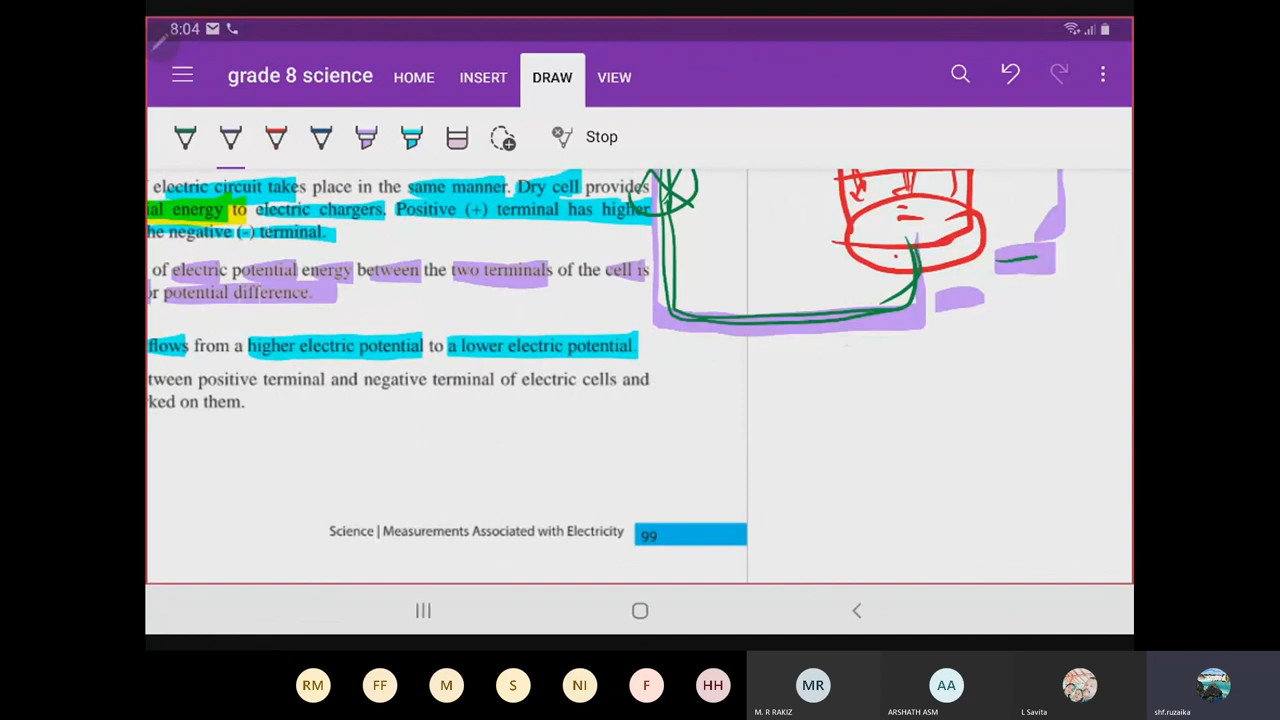 8:04
grade 8 science HOME INSERT DRAW VIEW
Stop
electric circuit takes place in the same manner. Dry cell provides
ial energy to electric chargers. Positive (+) terminal has higher
he negative (-) terminal.
of electric potential energy between the two terminals of the cell is
or potential difference.
flows from a higher electric potential to a lower electric potential
tween positive terminal and negative terminal of electric cells and
ked on them.
Science | Measurements Associated with Electricity 99
RM FF M S NI F HH MR AA
M. R RAKIZ ARSHATH ASM L Savita shf.ruzaika